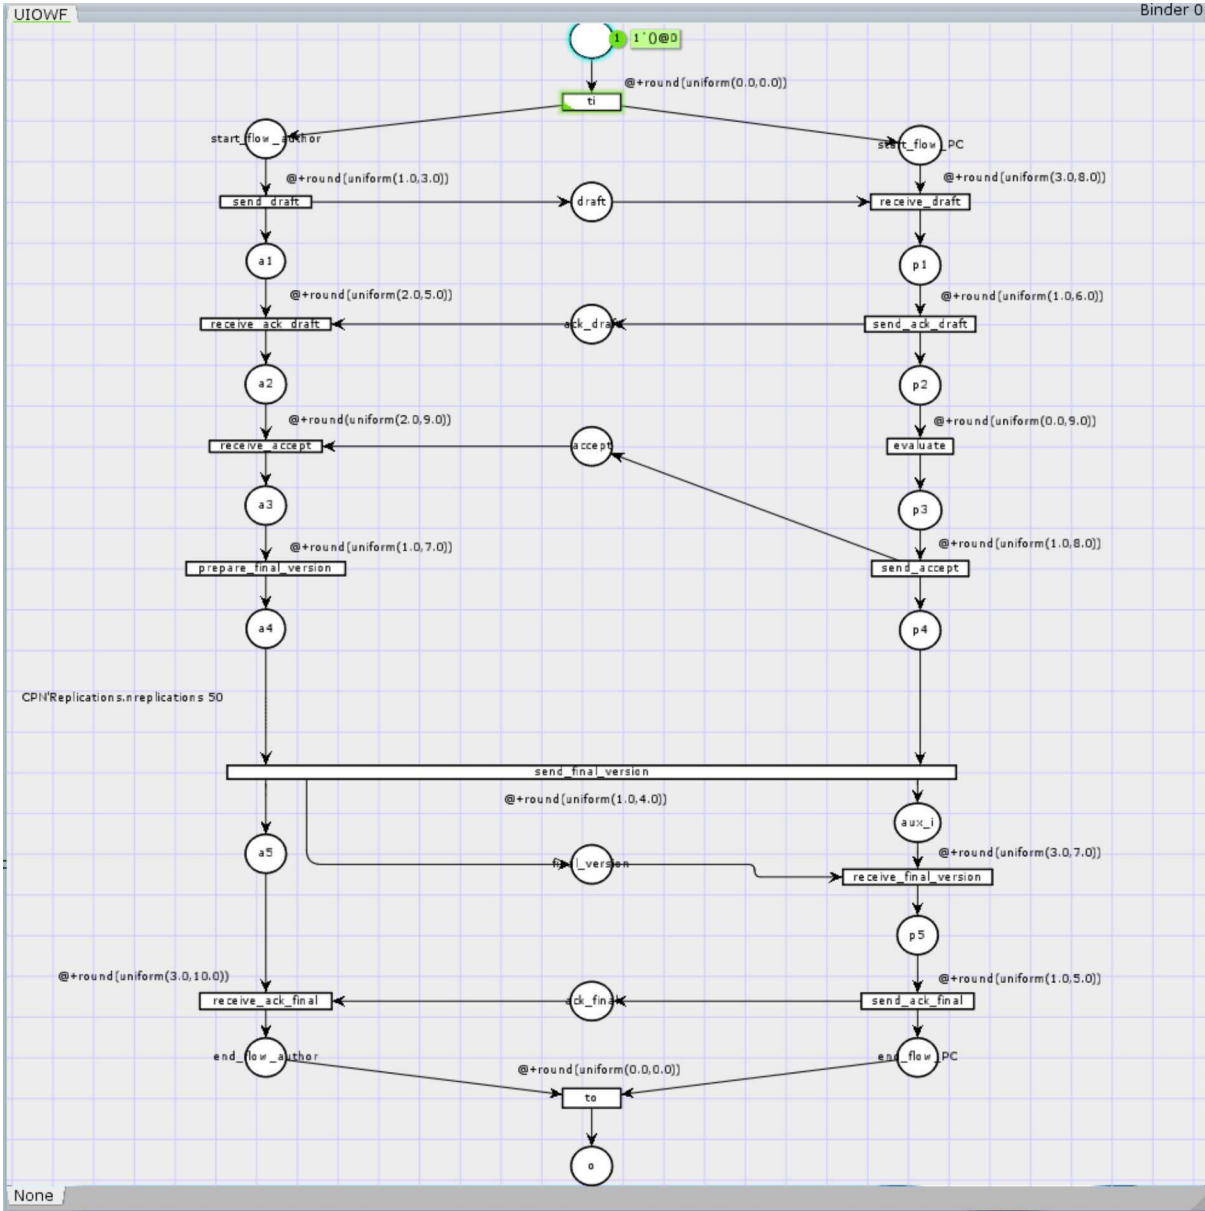 UIOWF
Binder 0
1 1`()@0
@+round(uniform(0.0,0.0))
ti
start_flow_author
start_flow_PC
@+round(uniform(1.0,3.0))
@+round(uniform(3.0,8.0))
send_draft
draft
receive_draft
a1
p1
@+round(uniform(2.0,5.0))
@+round(uniform(1.0,6.0))
receive_ack_draft
ack_draft
send_ack_draft
a2
p2
@+round(uniform(2.0,9.0))
@+round(uniform(0.0,9.0))
receive_accept
accept
evaluate
a3
p3
@+round(uniform(1.0,7.0))
@+round(uniform(1.0,8.0))
prepare_final_version
send_accept
a4
p4
CPN'Replications.nreplications 50
send_final_version
@+round(uniform(1.0,4.0))
aux_i
a5
@+round(uniform(3.0,7.0))
final_version
receive_final_version
p5
@+round(uniform(3.0,10.0))
@+round(uniform(1.0,5.0))
receive_ack_final
ack_final
send_ack_final
end_flow_author
end_flow_PC
@+round(uniform(0.0,0.0))
to
o
None